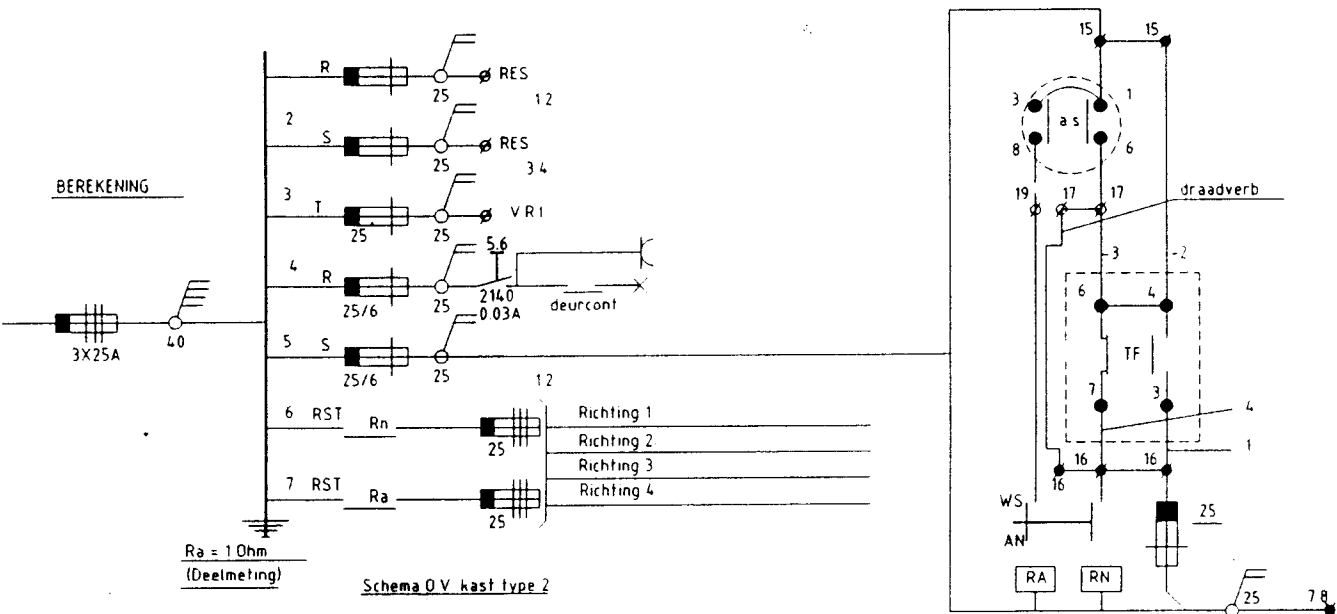 BEREKENING
3X25A
40
R
25
RES
1 2
2
S
25
RES
3 4
3
T
25
25
VR1
4
R
25/6
25
5.6
2140
0.03A
deurcont
5
S
25/6
25
1 2
6 RST Rn
25
Richting 1
Richting 2
Richting 3
Richting 4
7 RST Ra
25
Ra = 1 Ohm
(Deelmeting)
Schema O V kast type 2
15 15
3 1
a s
8 6
19 17 17
draadverb
3 2
6 4
TF
7 3
4
1
16 16 16
WS
AN
25
RA RN
25
7 8